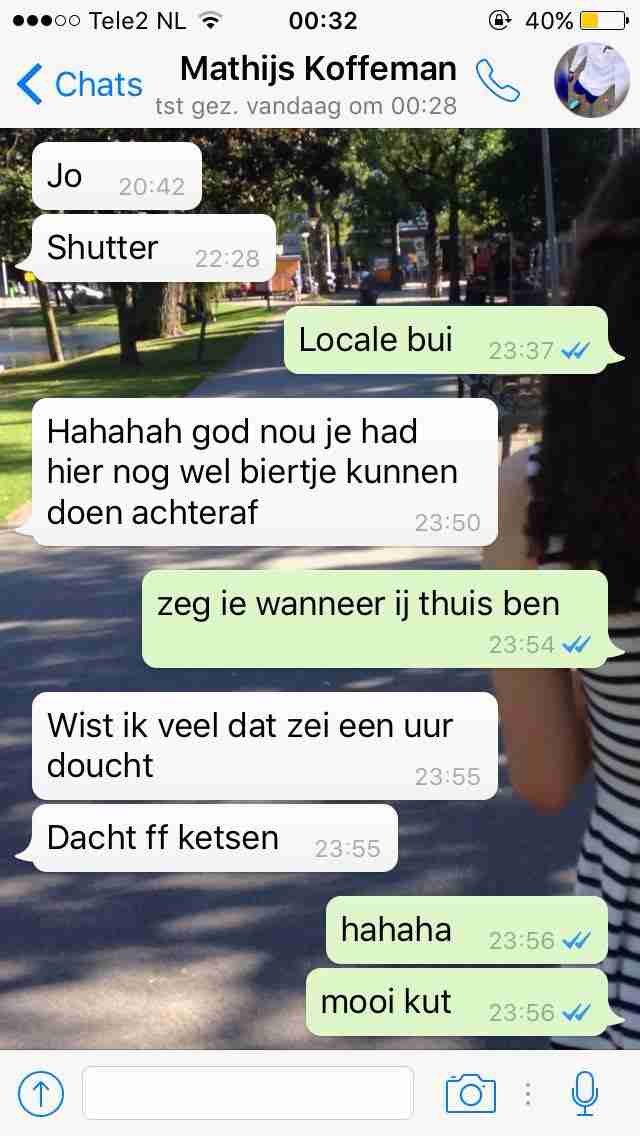 Tele2 NL 00:32 40%
Chats Mathijs Koffeman
tst gez. vandaag om 00:28
Jo 20:42
Shutter 22:28
Locale bui 23:37
Hahahah god nou je had
hier nog wel biertje kunnen
doen achteraf 23:50
zeg ie wanneer ij thuis ben
23:54
Wist ik veel dat zei een uur
doucht 23:55
Dacht ff ketsen 23:55
hahaha 23:56
mooi kut 23:56